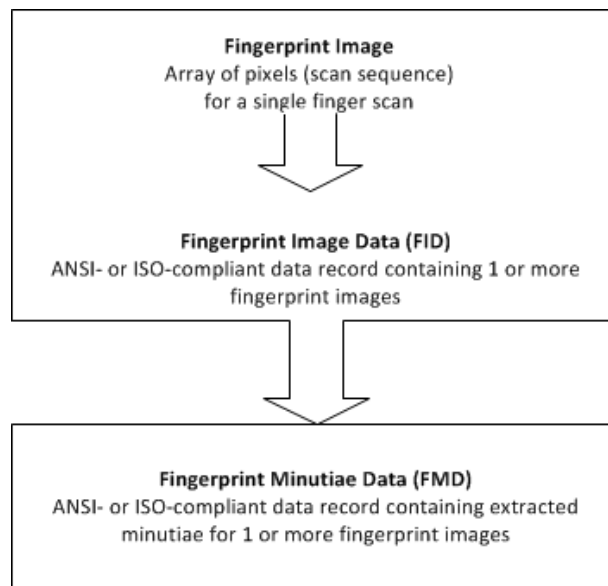 Fingerprint Image
Array of pixels (scan sequence)
for a single finger scan
Fingerprint Image Data (FID)
ANSI- or ISO-compliant data record containing 1 or more
fingerprint images
Fingerprint Minutiae Data (FMD)
ANSI- or ISO-compliant data record containing extracted
minutiae for 1 or more fingerprint images